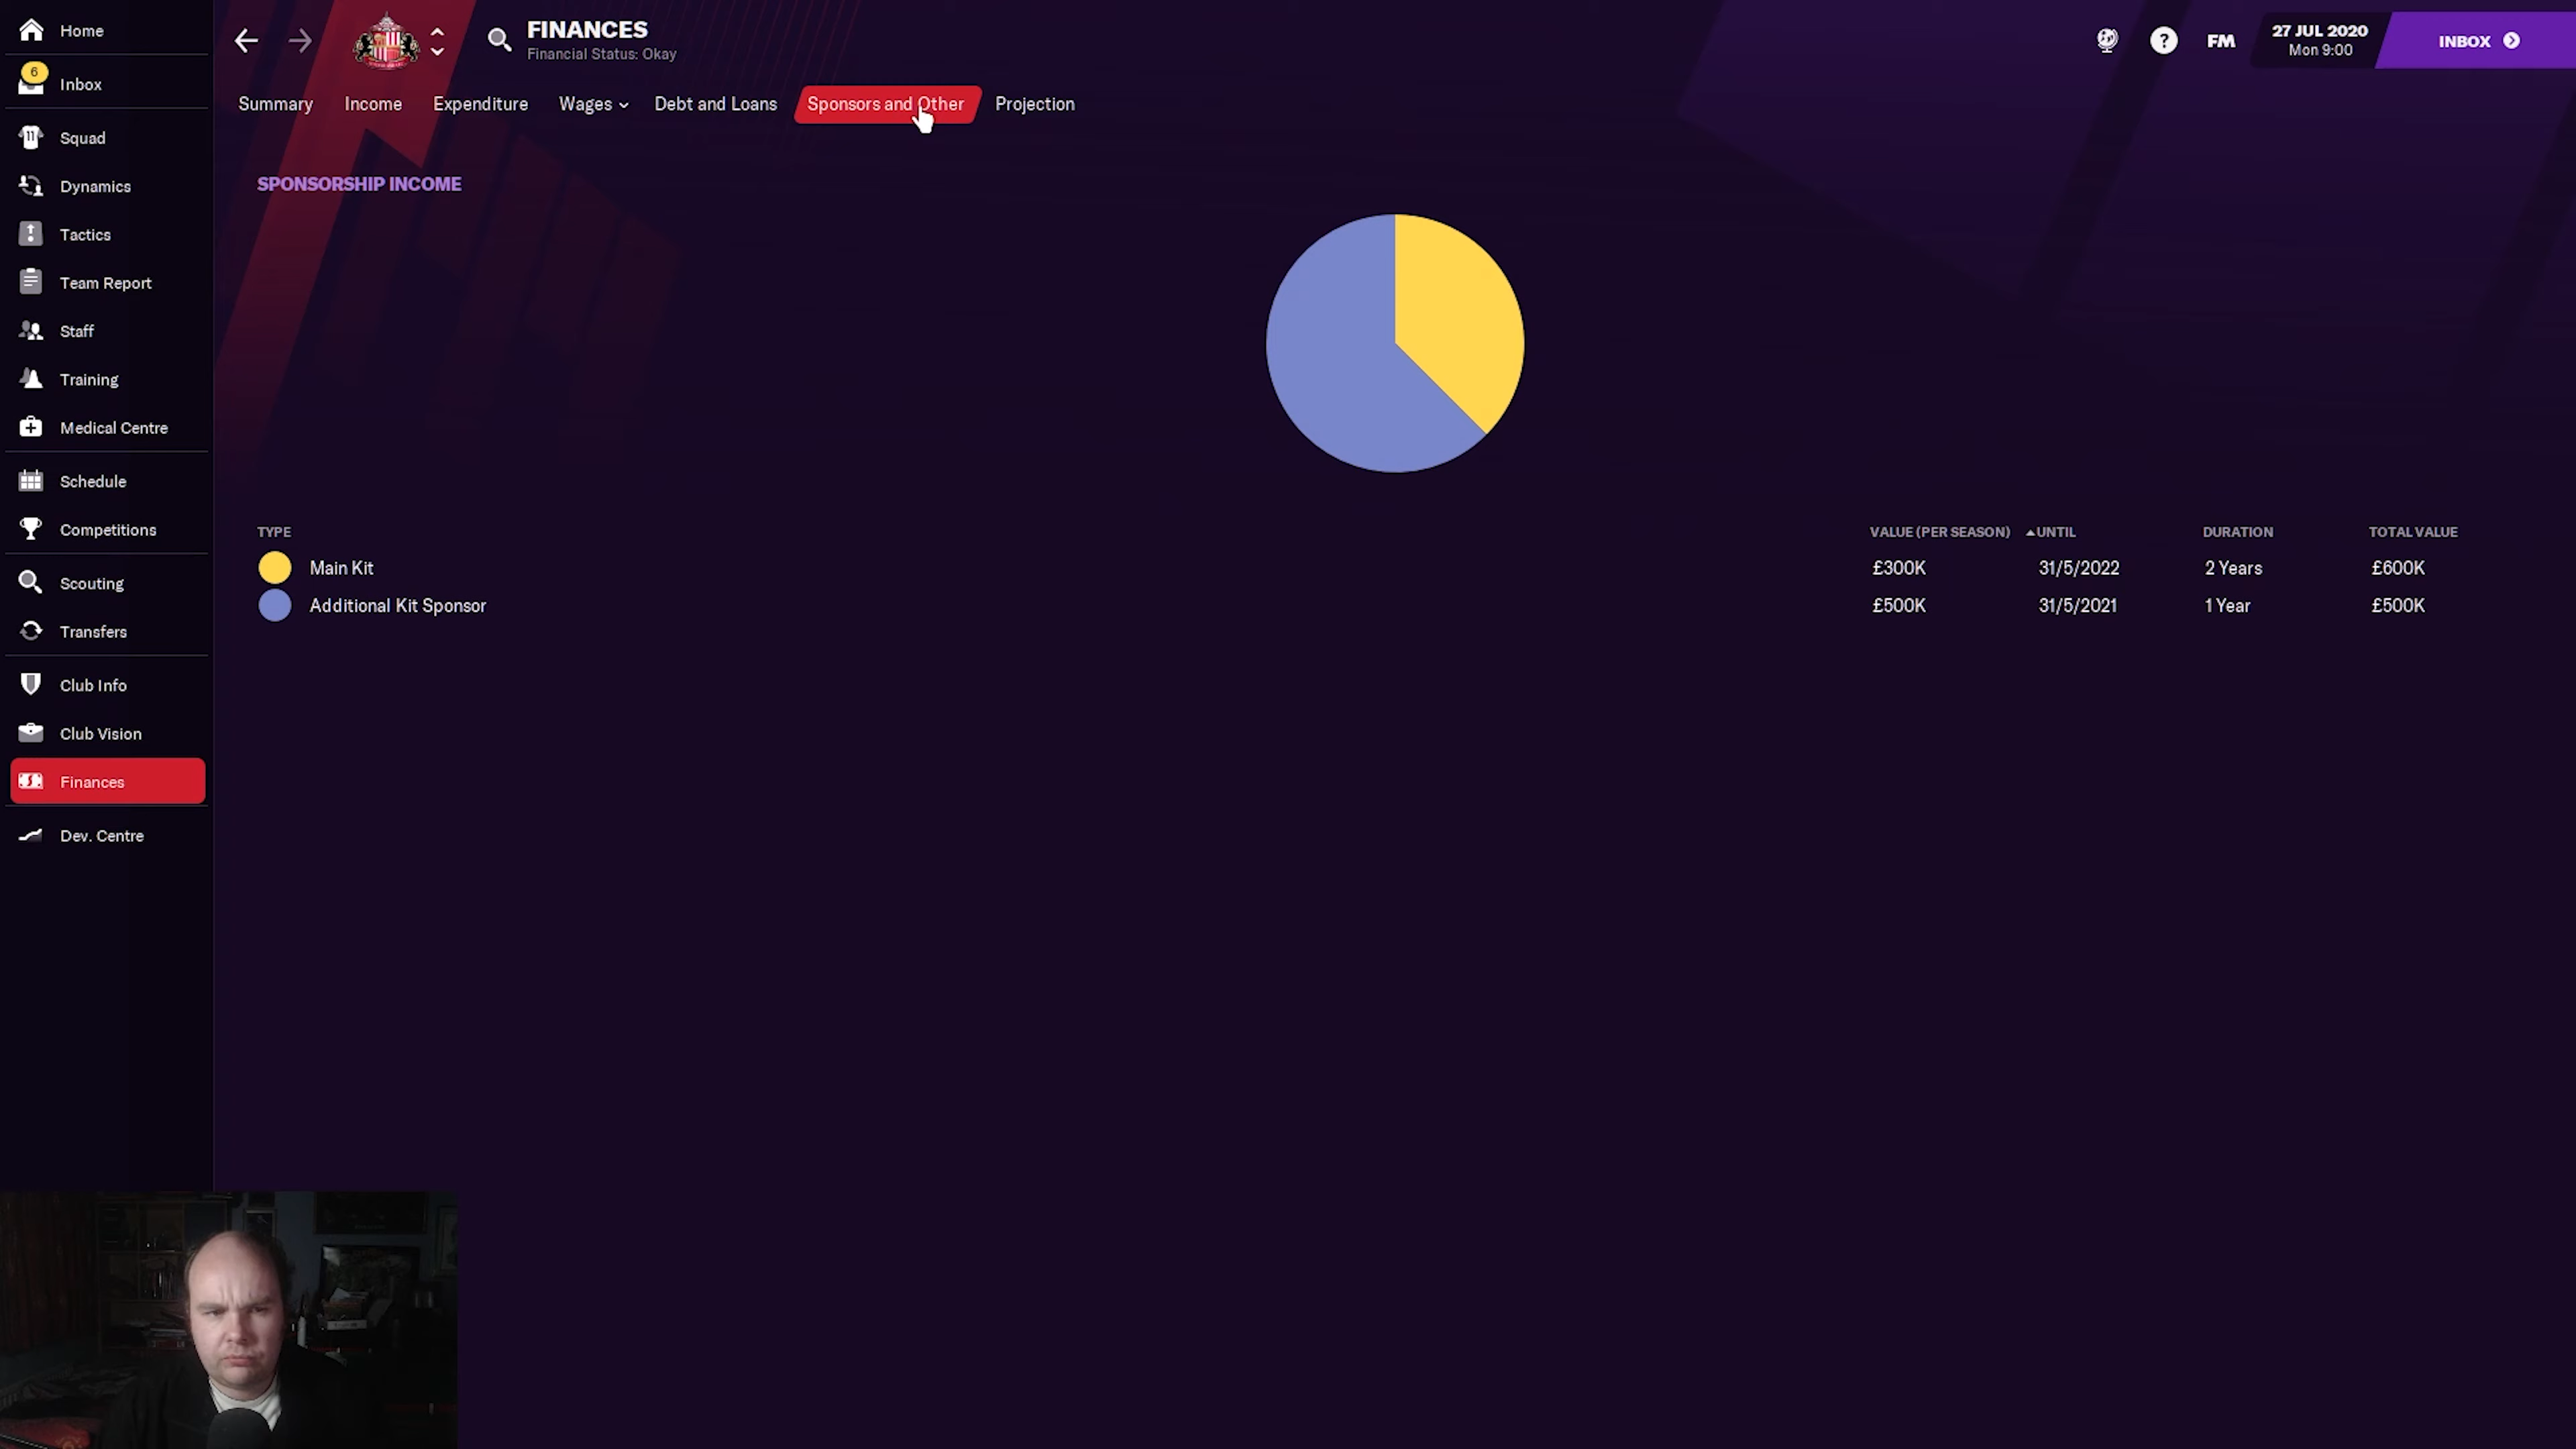 Home
6
Inbox
11
Squad
Dynamics
Tactics
Team Report
Staff
Training
Medical Centre
Schedule
Competitions
Scouting
Transfers
Club Info
Club Vision
Finances
Dev. Centre
FINANCES
Financial Status: Okay
?
FM
27 JUL 2020
Mon 9:00
INBOX
Summary Income Expenditure Wages Debt and Loans Sponsors and Other Projection
SPONSORSHIP INCOME
TYPE VALUE (PER SEASON) UNTIL DURATION TOTAL VALUE
Main Kit £300K 31/5/2022 2 Years £600K
Additional Kit Sponsor £500K 31/5/2021 1 Year £500K